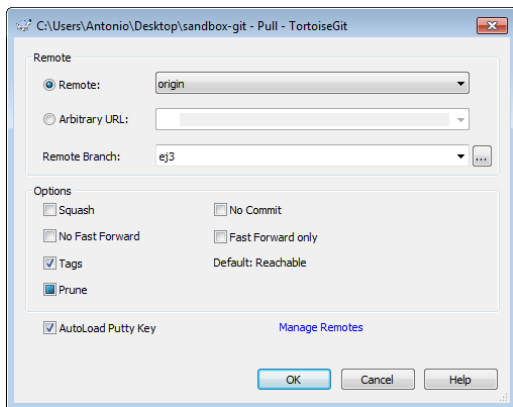 C:\Users\Antonio\Desktop\sandbox-git - Pull - TortoiseGit
Remote
Remote: origin
Arbitrary URL:
Remote Branch: ej3 ...
Options
Squash No Commit
No Fast Forward Fast Forward only
Tags Default: Reachable
Prune
AutoLoad Putty Key Manage Remotes
OK Cancel Help